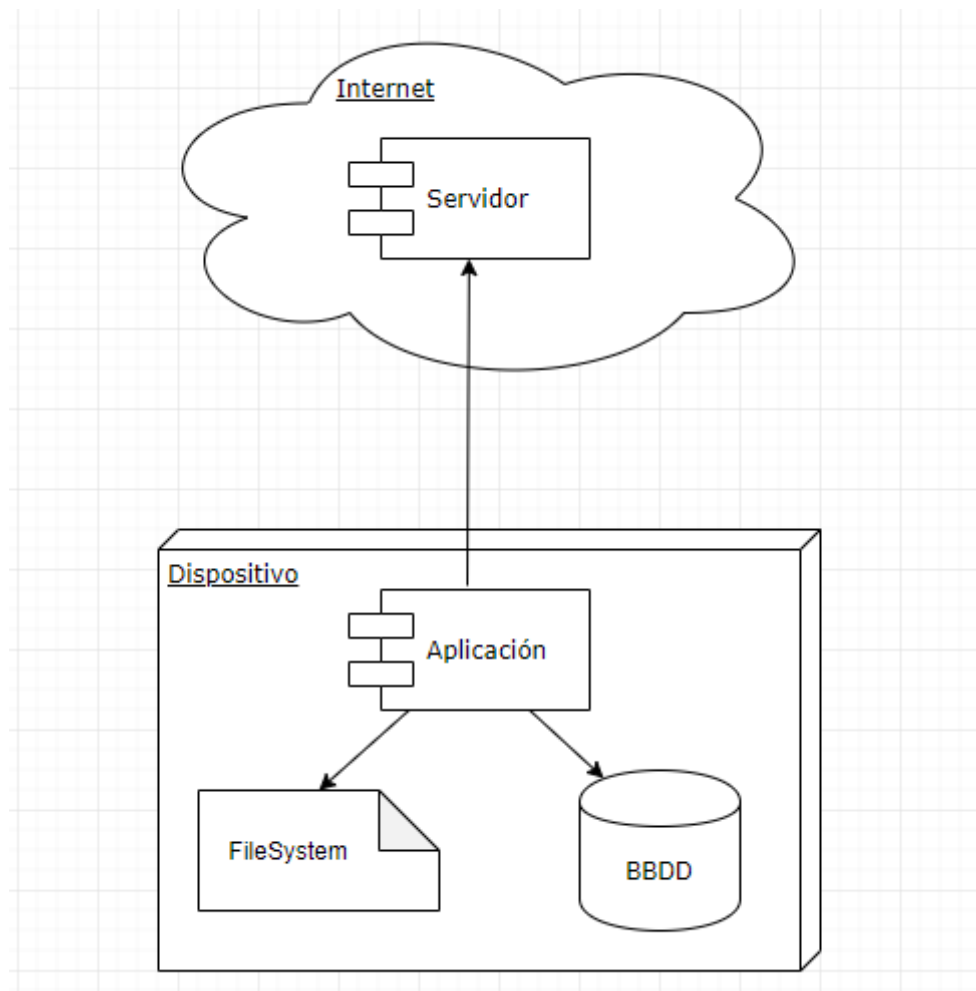 Internet
Servidor
Dispositivo
Aplicación
FileSystem
BBDD